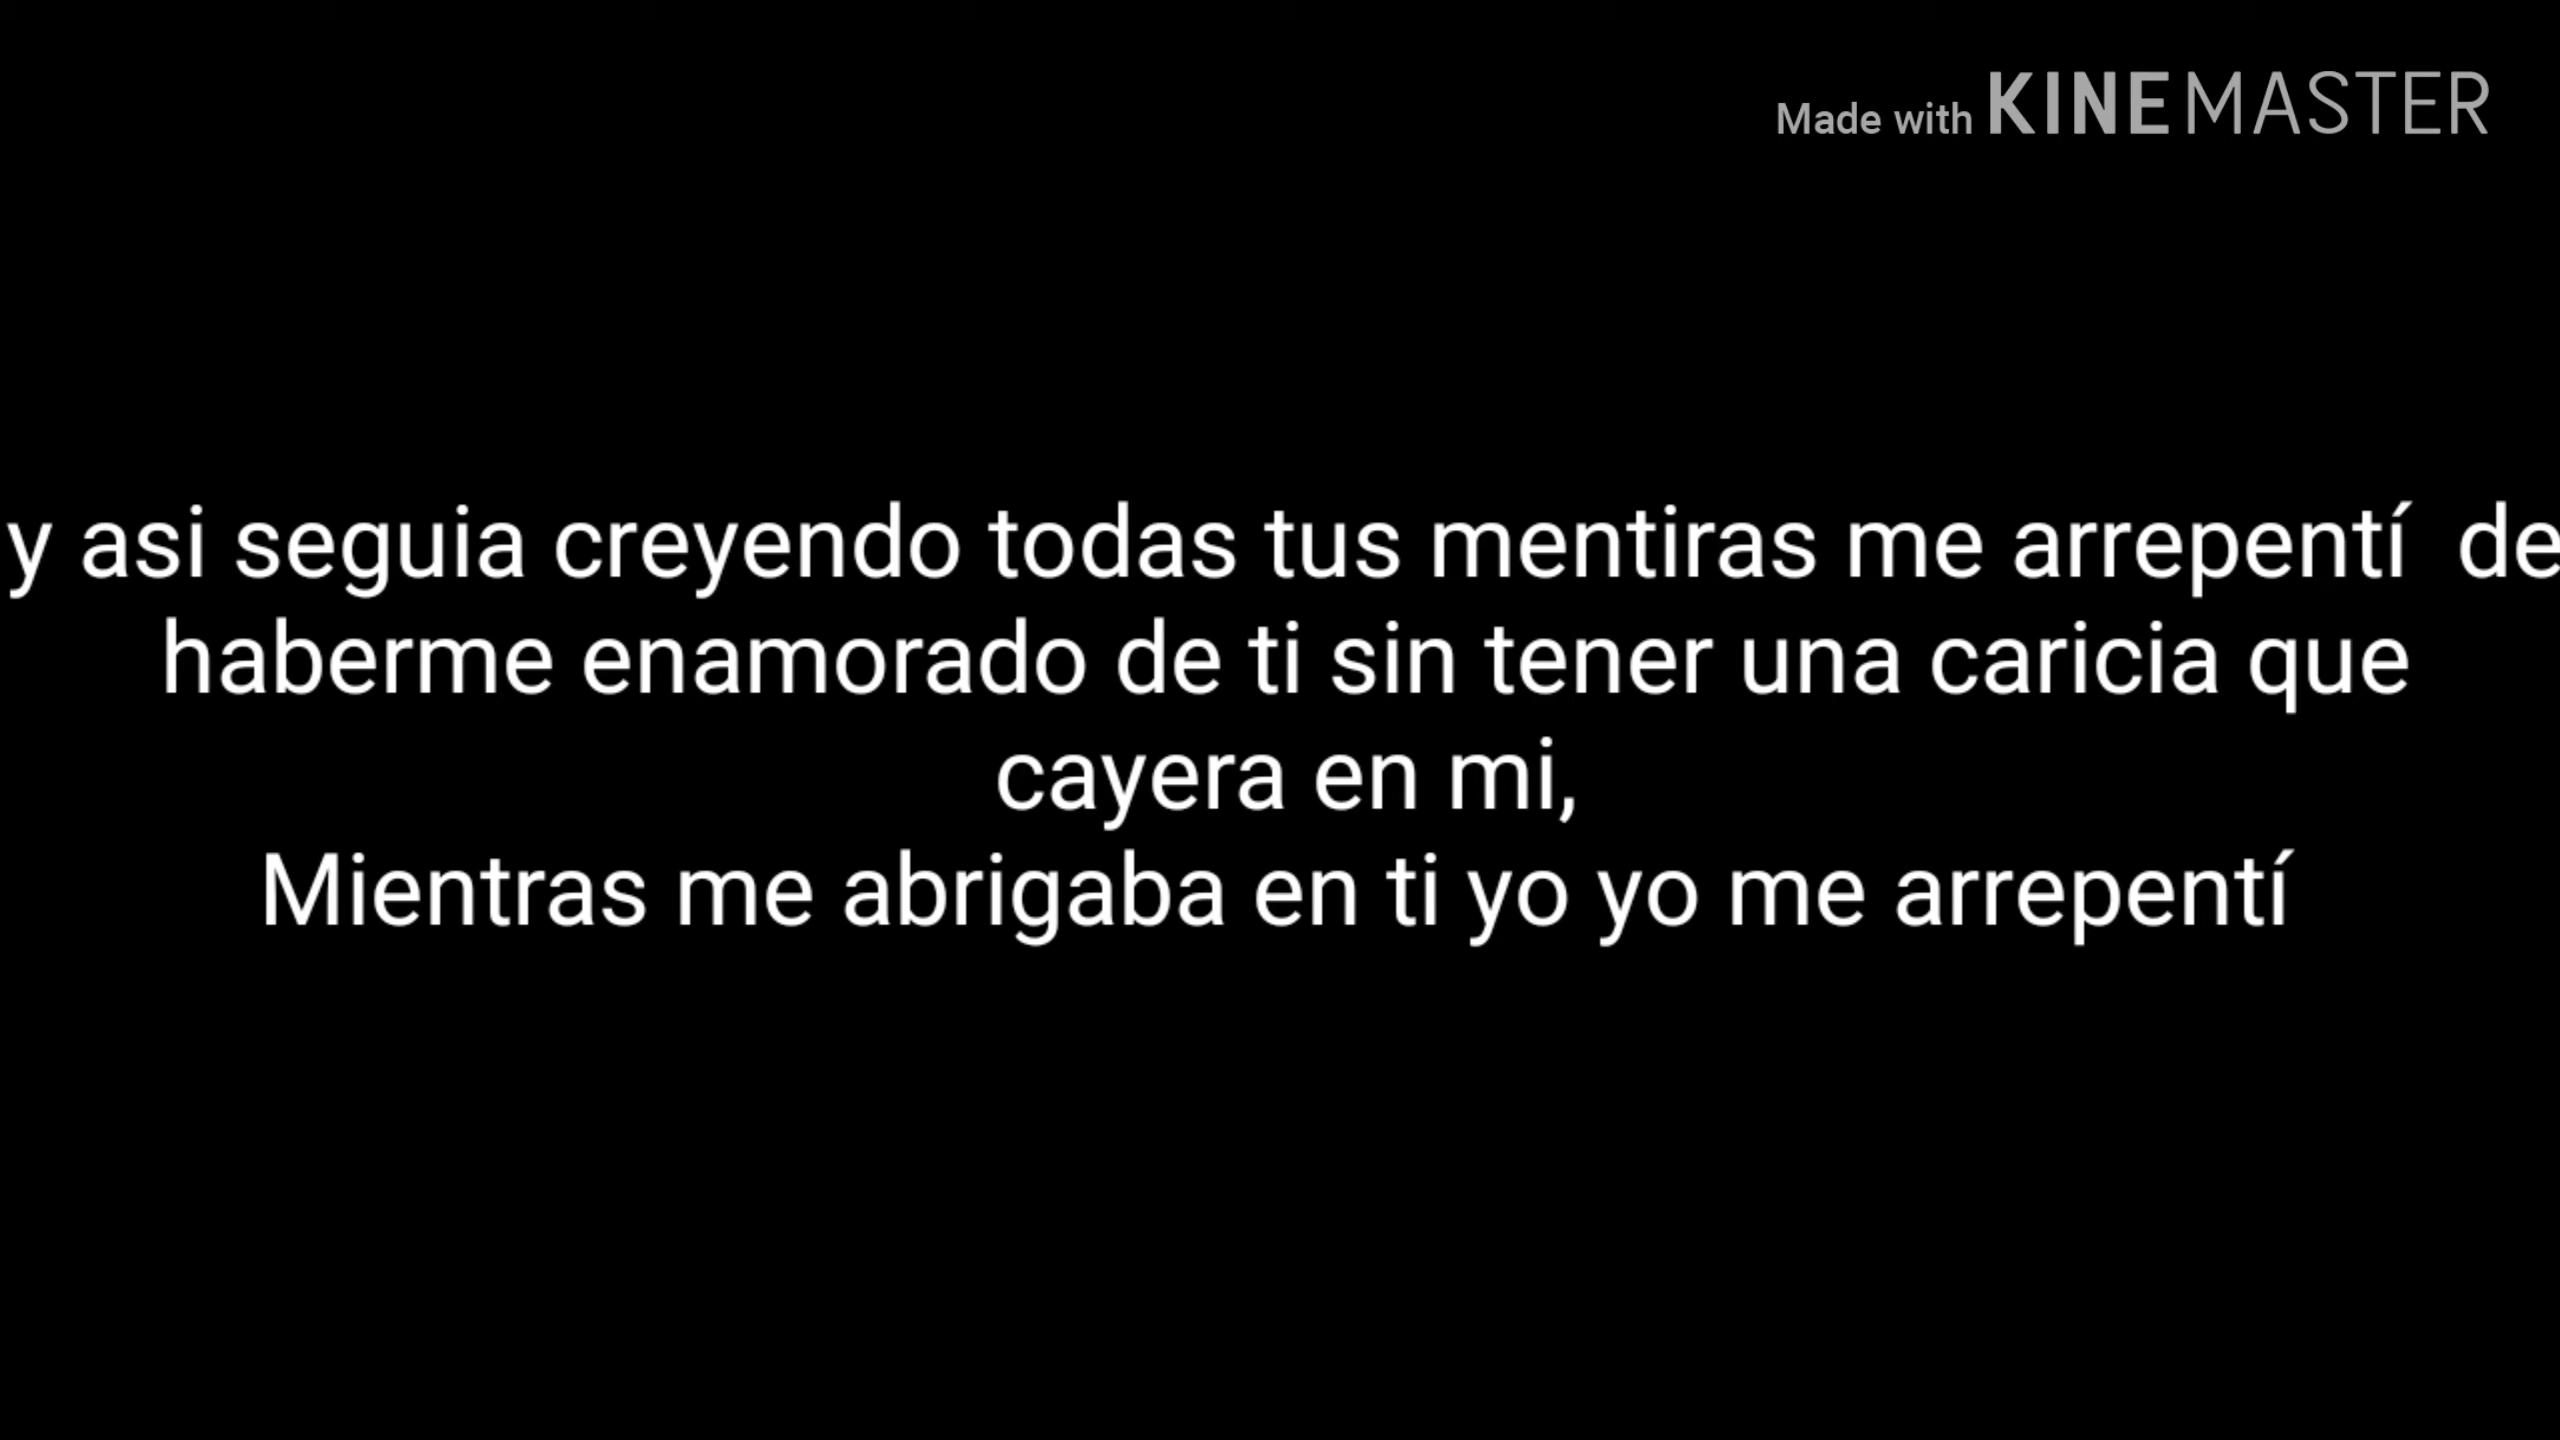 Made with KINEMASTER
y asi seguia creyendo todas tus mentiras me arrepentí  de
haberme enamorado de ti sin tener una caricia que
cayera en mi,
Mientras me abrigaba en ti yo yo me arrepentí